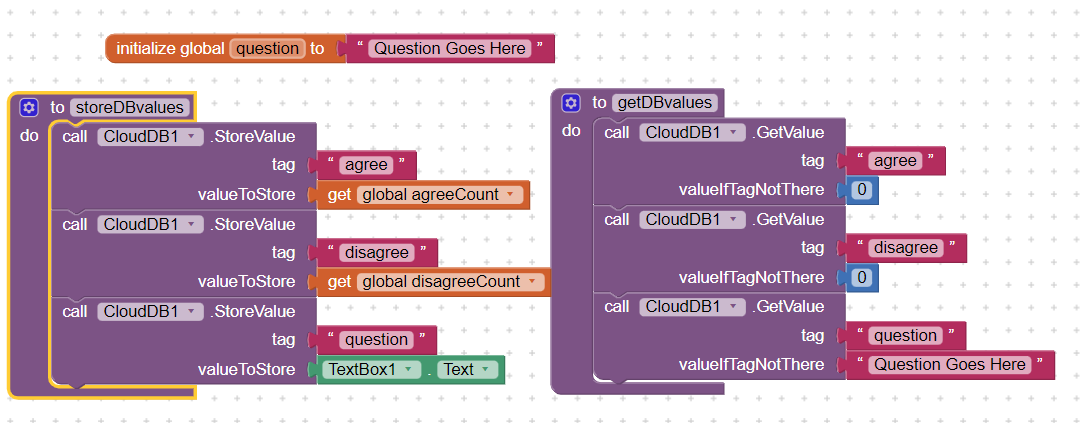 initialize global question to " Question Goes Here "
to storeDBvalues
do call CloudDB1 .StoreValue
tag " agree "
valueToStore get global agreeCount
call CloudDB1 .StoreValue
tag " disagree "
valueToStore get global disagreeCount
call CloudDB1 .StoreValue
tag " question "
valueToStore TextBox1 . Text
to getDBvalues
do call CloudDB1 .GetValue
tag " agree "
valueIfTagNotThere 0
call CloudDB1 .GetValue
tag " disagree "
valueIfTagNotThere 0
call CloudDB1 .GetValue
tag " question "
valueIfTagNotThere " Question Goes Here "